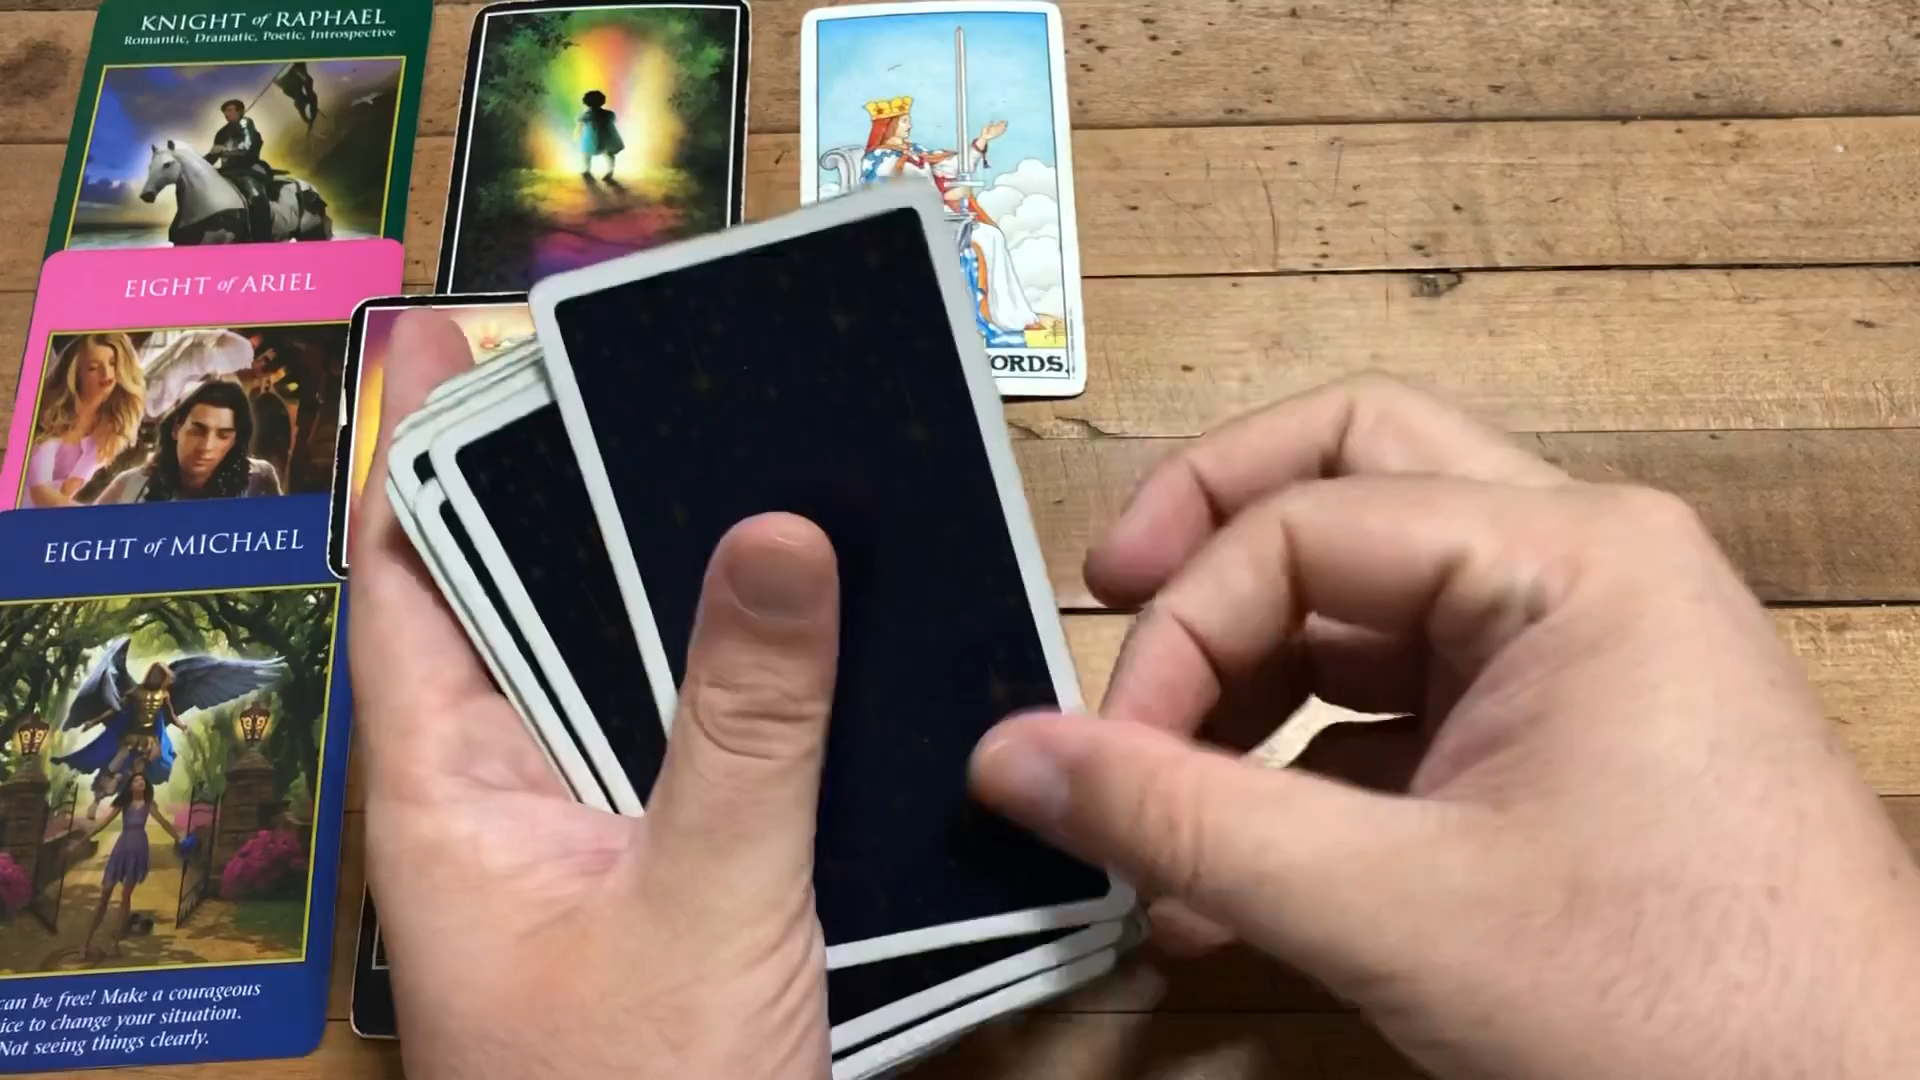 KNIGHT of RAPHAEL
Romantic, Dramatic, Poetic, Introspective
EIGHT of ARIEL
EIGHT of MICHAEL
can be free! Make a courageous
ice to change your situation.
Not seeing things clearly.
ORDS.